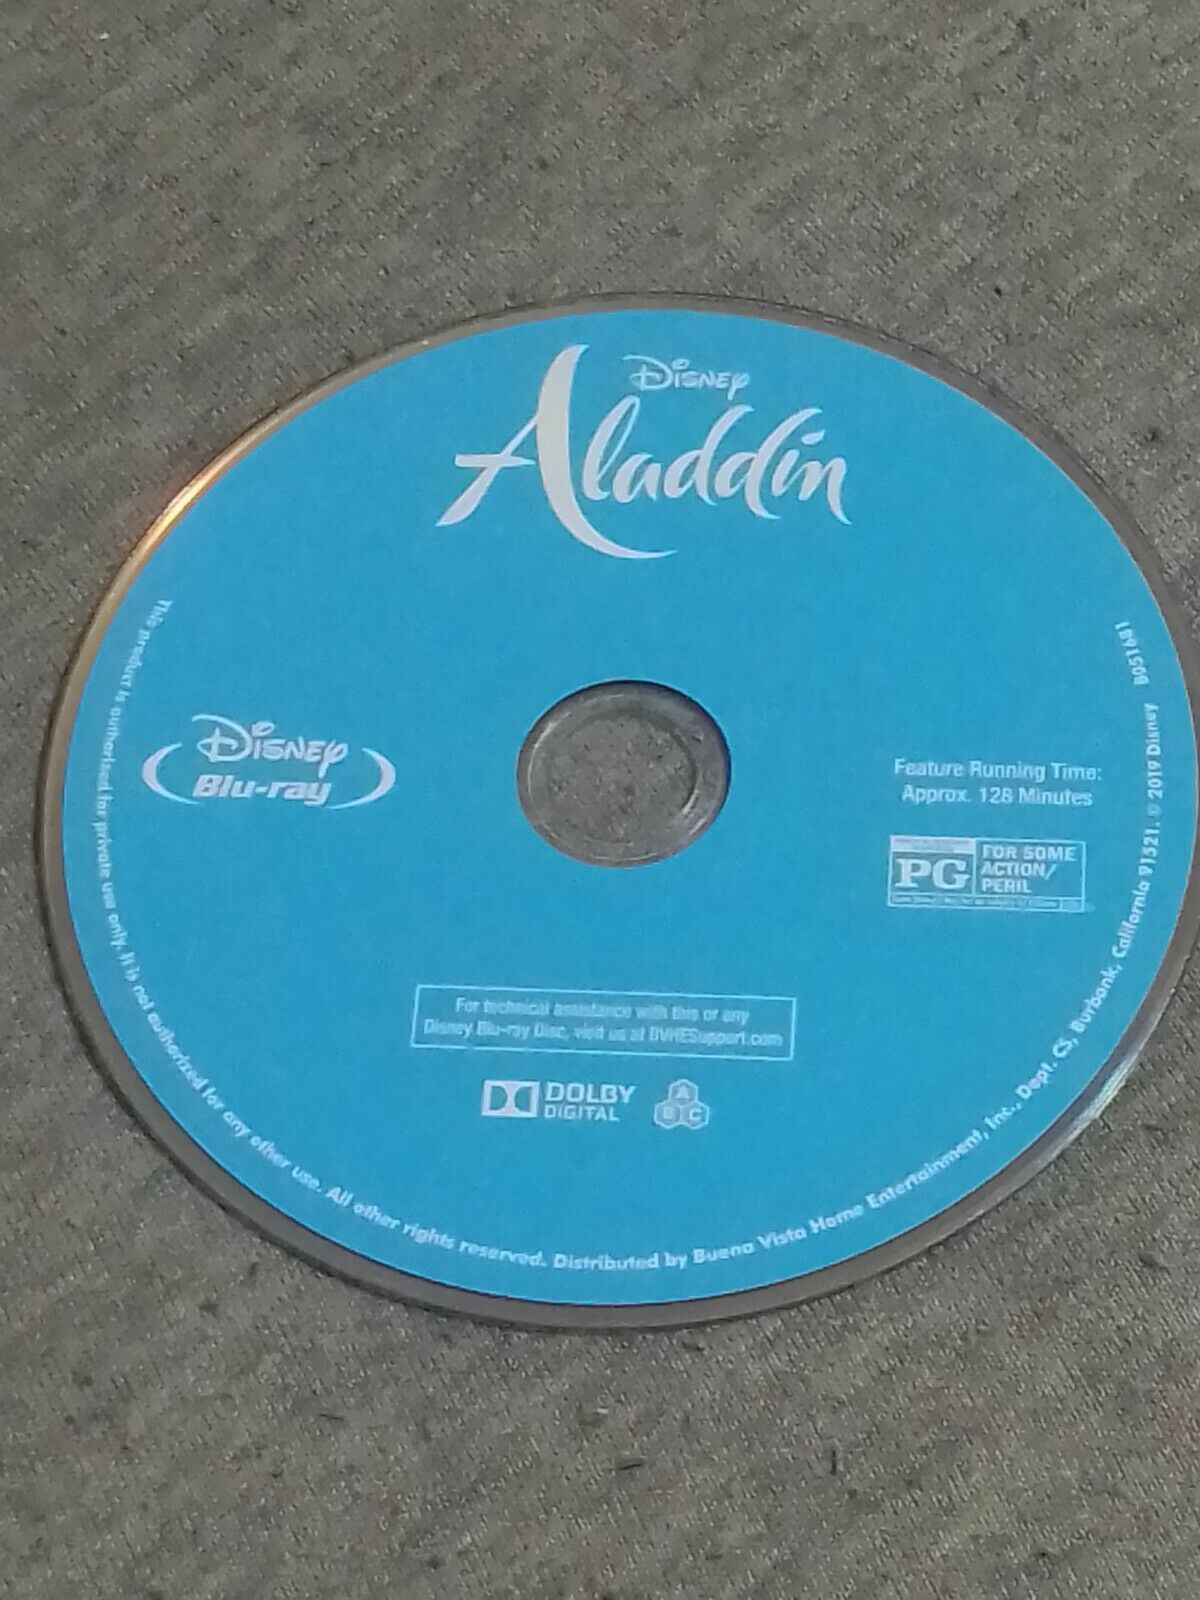 Disney
Aladdin
Disney
Blu-ray
Feature Running Time:
Approx. 128 Minutes
PG
FOR SOME
ACTION/
PERIL
For technical assistance with this or any
Disney Blu-ray Disc, visit us at DVHESupport.com
DOLBY
DIGITAL
A
B C
This product is authorized for private use only. It is not authorized for any other use. All other rights reserved. Distributed by Buena Vista Home Entertainment, Inc., Dept. CS, Burbank, California 91521. © 2019 Disney B051681